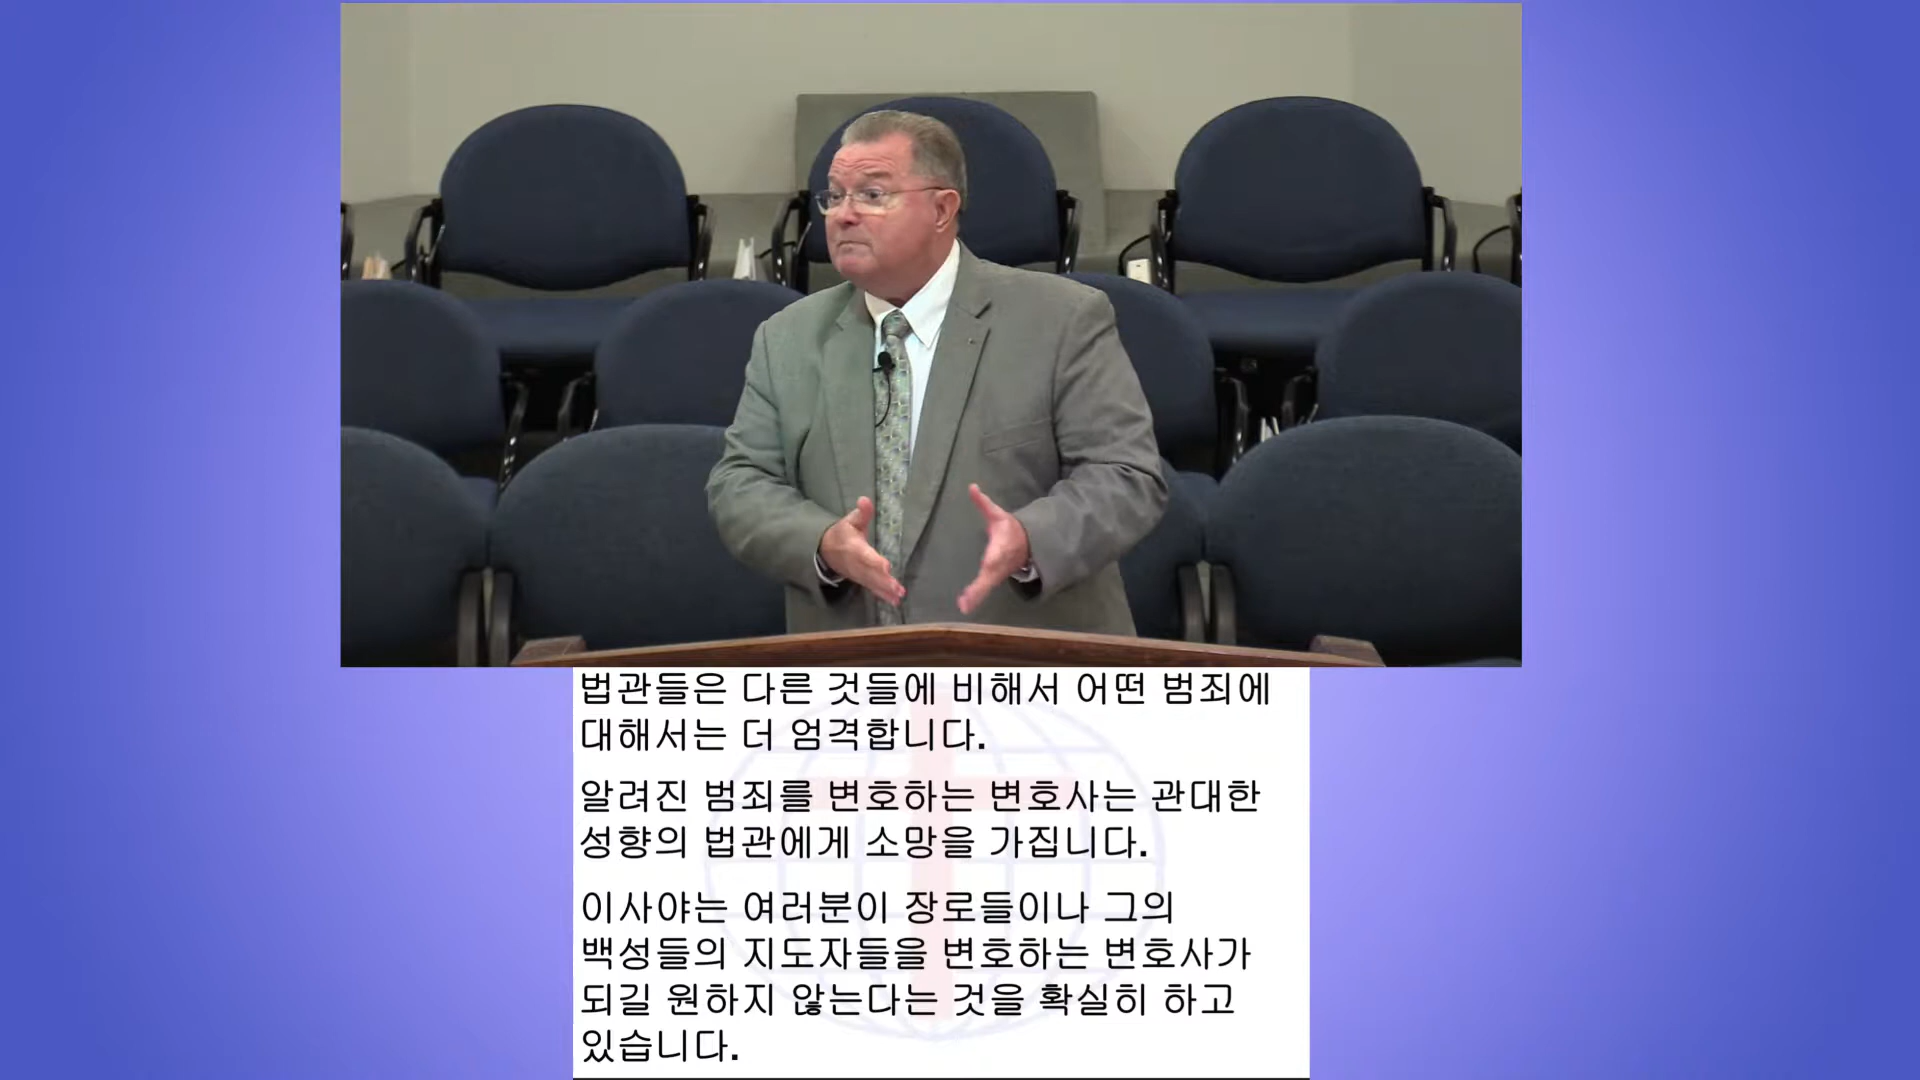 법관들은 다른 것들에 비해서 어떤 범죄에
대해서는 더 엄격합니다.
알려진 범죄를 변호하는 변호사는 관대한
성향의 법관에게 소망을 가집니다.
이사야는 여러분이 장로들이나 그의
백성들의 지도자들을 변호하는 변호사가
되길 원하지 않는다는 것을 확실히 하고
있습니다.